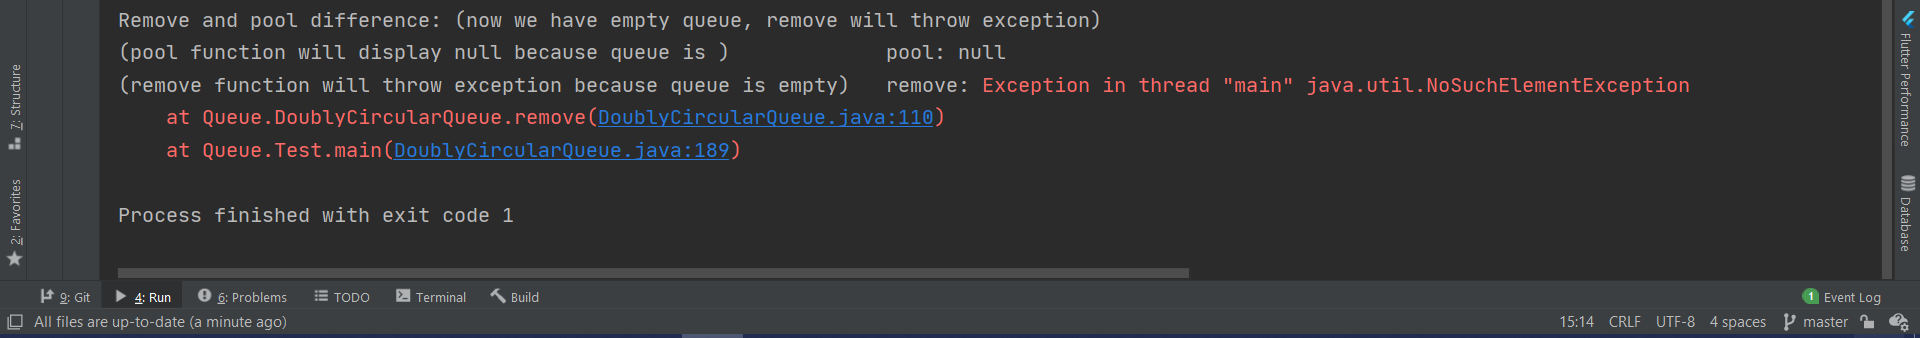 Remove and pool difference: (now we have empty queue, remove will throw exception)
(pool function will display null because queue is ) pool: null
(remove function will throw exception because queue is empty) remove: Exception in thread "main" java.util.NoSuchElementException
at Queue.DoublyCircularQueue.remove(DoublyCircularQueue.java:110)
at Queue.Test.main(DoublyCircularQueue.java:189)
Process finished with exit code 1
7: Structure
2: Favorites
Flutter Performance
Database
9: Git 4: Run 6: Problems TODO Terminal Build 1 Event Log
All files are up-to-date (a minute ago) 15:14 CRLF UTF-8 4 spaces master